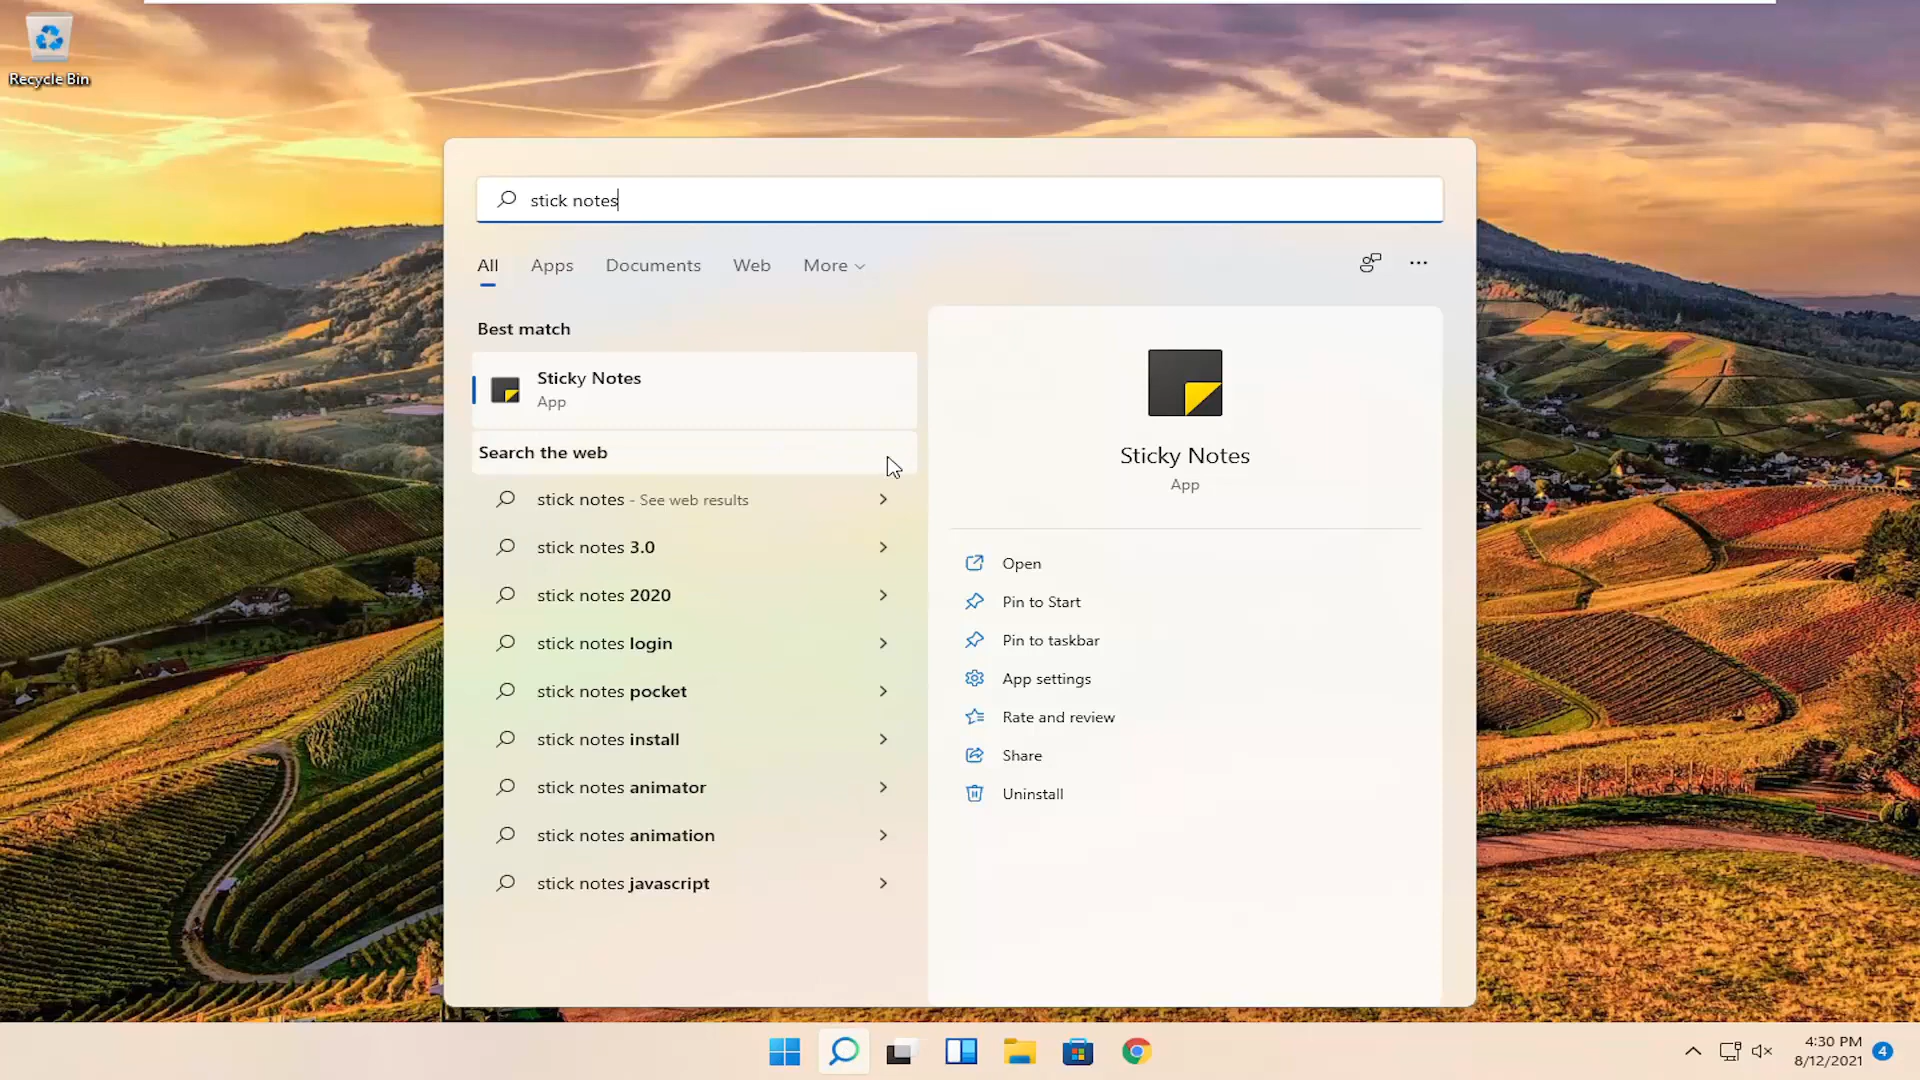 Recycle Bin
stick notes
All Apps Documents Web More
Best match
Sticky Notes
App
Search the web
stick notes - See web results
stick notes 3.0
stick notes 2020
stick notes login
stick notes pocket
stick notes install
stick notes animator
stick notes animation
stick notes javascript
Sticky Notes
App
Open
Pin to Start
Pin to taskbar
App settings
Rate and review
Share
Uninstall
4:30 PM
8/12/2021
4